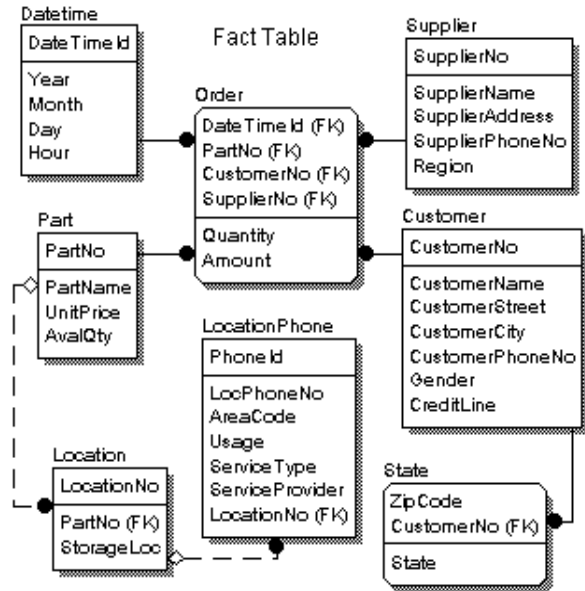 Datetime
DateTimeId
Year
Month
Day
Hour
Fact Table
Order
DateTimeId (FK)
PartNo (FK)
CustomerNo (FK)
SupplierNo (FK)
Quantity
Amount
Supplier
SupplierNo
SupplierName
SupplierAddress
SupplierPhoneNo
Region
Part
PartNo
PartName
UnitPrice
AvalQty
Customer
CustomerNo
CustomerName
CustomerStreet
CustomerCity
CustomerPhoneNo
Gender
CreditLine
LocationPhone
PhoneId
LocPhoneNo
AreaCode
Usage
ServiceType
ServiceProvider
LocationNo (FK)
Location
LocationNo
PartNo (FK)
StorageLoc
State
ZipCode
CustomerNo (FK)
State